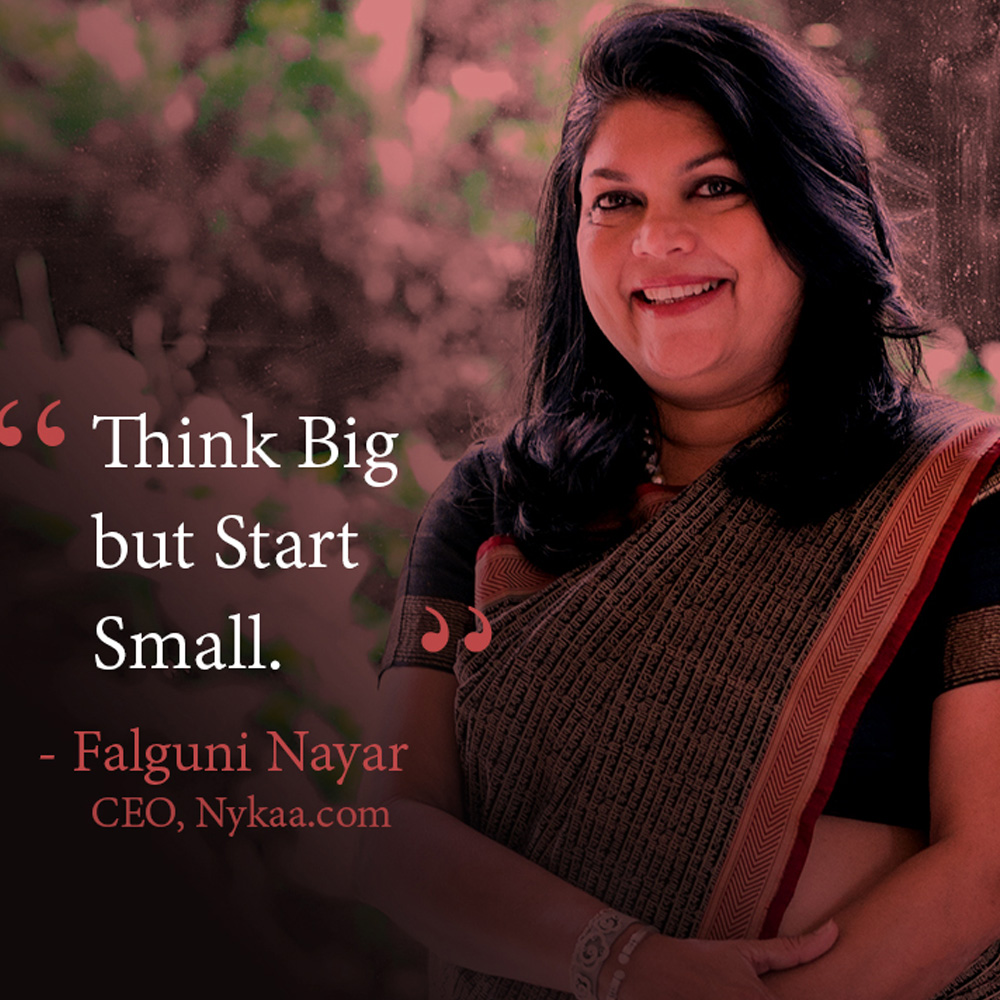 “ Think Big
but Start
Small. ”
- Falguni Nayar
CEO, Nykaa.com